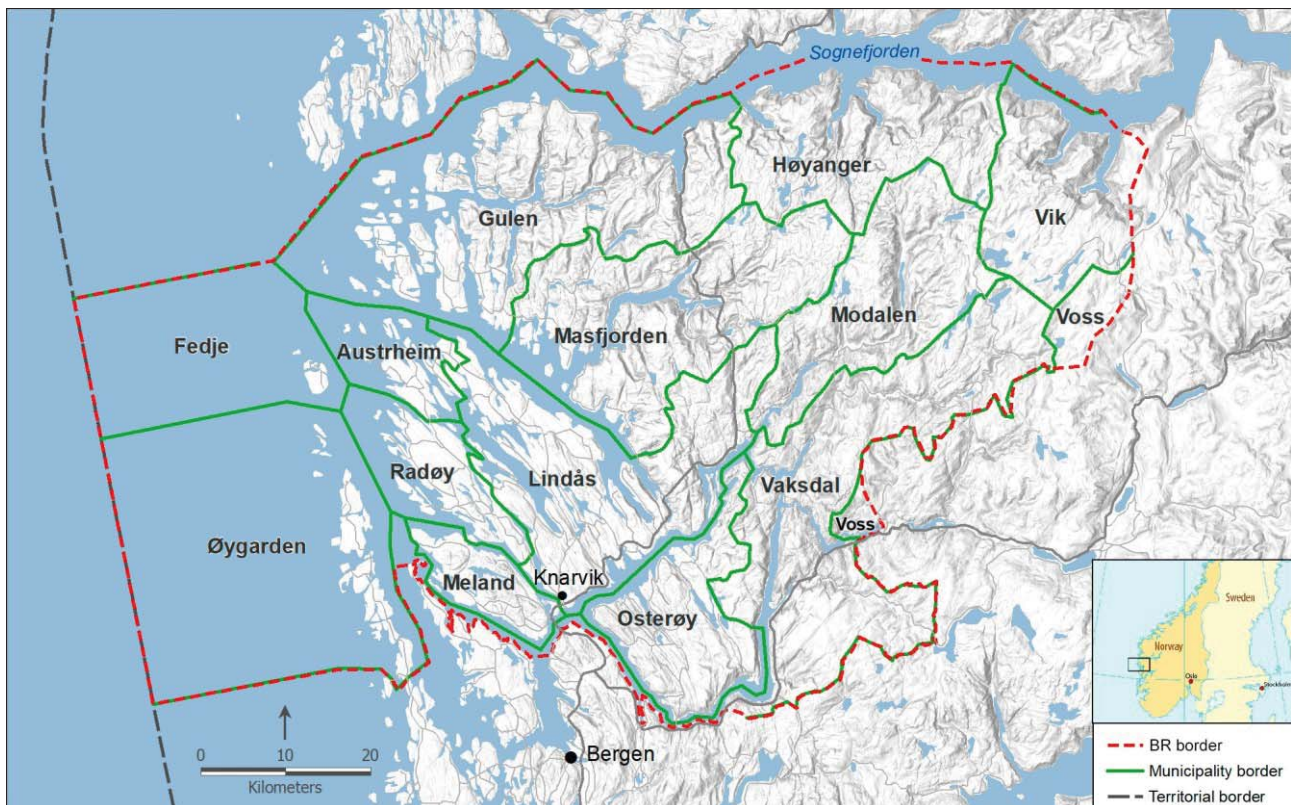 Sognefjorden
Høyanger
Gulen
Vik
Modalen
Voss
Masfjorden
Fedje
Austrheim
Radøy
Lindås
Vaksdal
Voss
Øygarden
Meland
Knarvik
Osterøy
Bergen
0 10 20
Kilometers
Sweden
Norway
Oslo
Stockholm
BR border
Municipality border
Territorial border